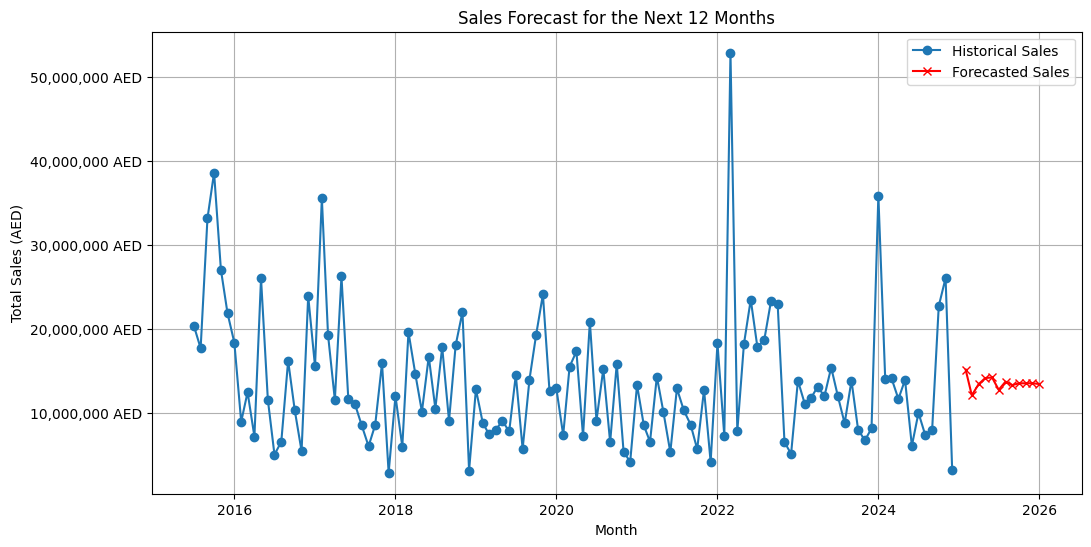 Sales Forecast for the Next 12 Months
Historical Sales
Forecasted Sales
50,000,000 AED
40,000,000 AED
30,000,000 AED
20,000,000 AED
10,000,000 AED
Total Sales (AED)
2016 2018 2020 2022 2024 2026
Month